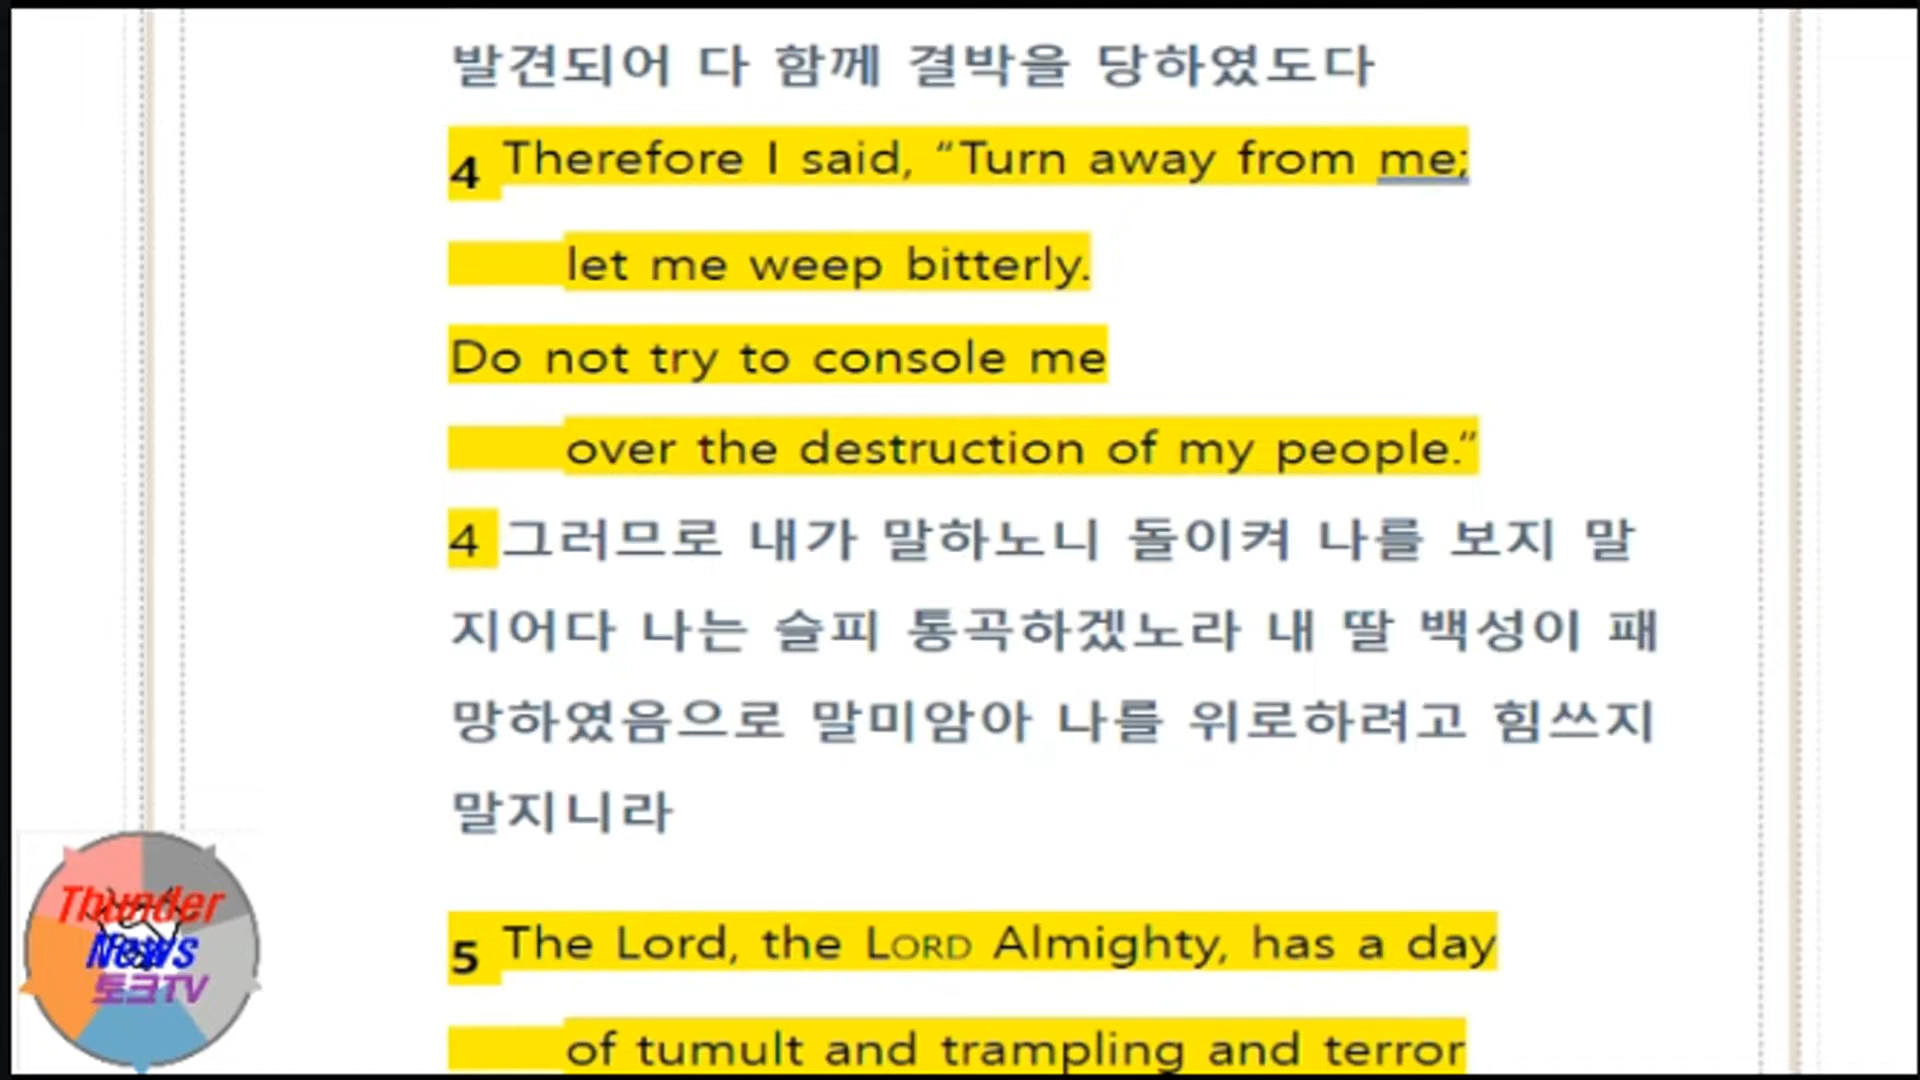 발견되어 다 함께 결박을 당하였도다
4 Therefore I said, “Turn away from me;
let me weep bitterly.
Do not try to console me
over the destruction of my people.”
4 그러므로 내가 말하노니 돌이켜 나를 보지 말
지어다 나는 슬피 통곡하겠노라 내 딸 백성이 패
망하였음으로 말미암아 나를 위로하려고 힘쓰지
말지니라
5 The Lord, the LORD Almighty, has a day
of tumult and trampling and terror
Thunder
News
토크TV